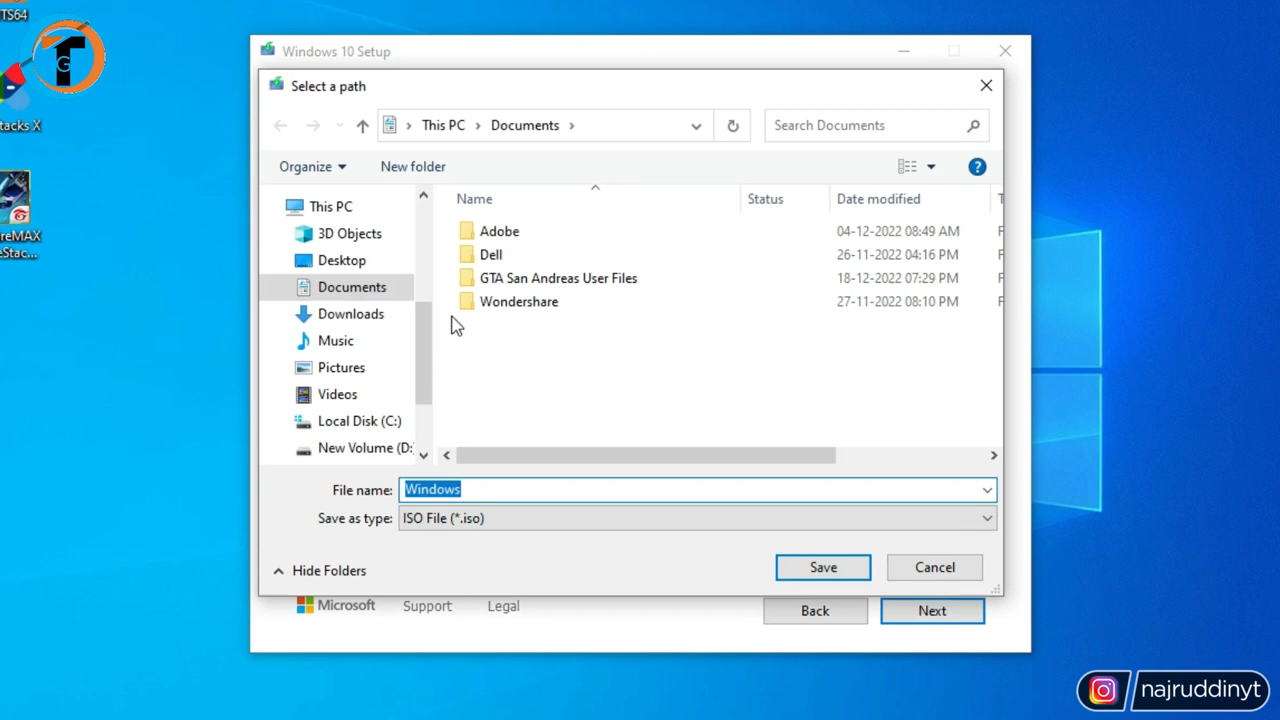 TS64
T
G
tacks X
reMAX
eStac...
Windows 10 Setup
Select a path
This PC
Documents
Search Documents
Organize
New folder
?
This PC
3D Objects
Desktop
Documents
Downloads
Music
Pictures
Videos
Local Disk (C:)
New Volume (D:
Name Status Date modified
Adobe 04-12-2022 08:49 AM
Dell 26-11-2022 04:16 PM
GTA San Andreas User Files 18-12-2022 07:29 PM
Wondershare 27-11-2022 08:10 PM
File name: Windows
Save as type: ISO File (*.iso)
Hide Folders
Save
Cancel
Microsoft
Support
Legal
Back
Next
najruddinyt